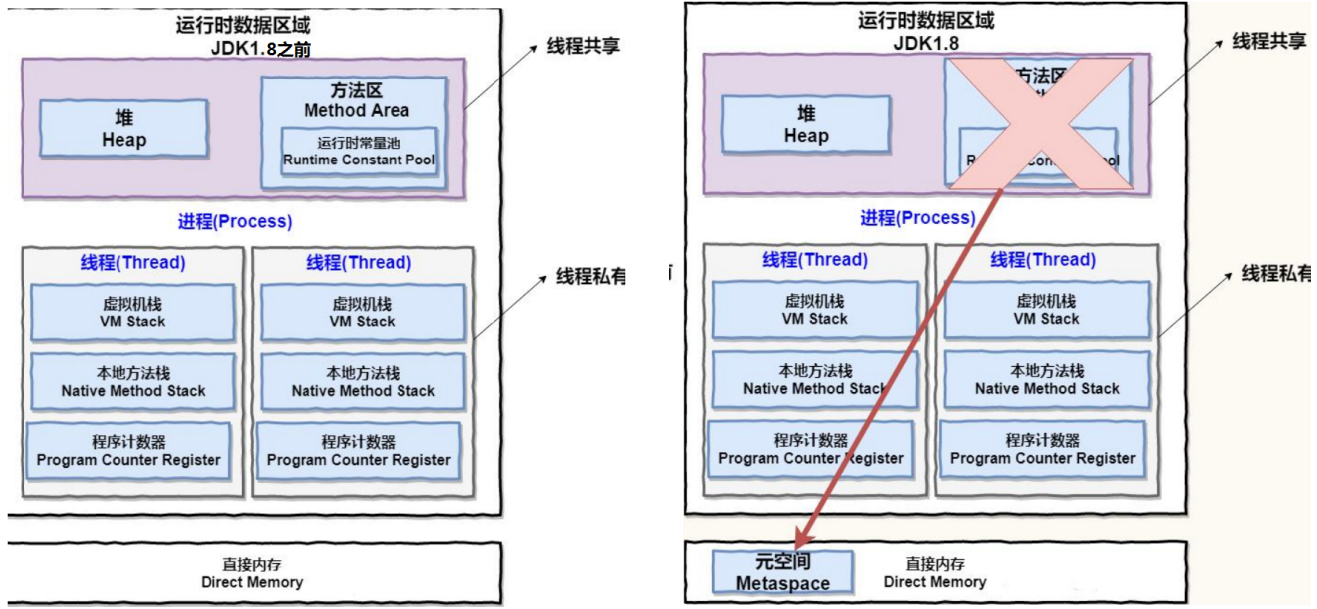 运行时数据区域
JDK1.8之前
线程共享
堆
Heap
方法区
Method Area
运行时常量池
Runtime Constant Pool
进程(Process)
线程(Thread)
线程(Thread)
线程私有
虚拟机栈
VM Stack
虚拟机栈
VM Stack
本地方法栈
Native Method Stack
本地方法栈
Native Method Stack
程序计数器
Program Counter Register
程序计数器
Program Counter Register
直接内存
Direct Memory
运行时数据区域
JDK1.8
线程共享
堆
Heap
方法区
进程(Process)
线程(Thread)
线程(Thread)
线程私有
虚拟机栈
VM Stack
虚拟机栈
VM Stack
本地方法栈
Native Method Stack
本地方法栈
Native Method Stack
程序计数器
Program Counter Register
程序计数器
Program Counter Register
元空间
Metaspace
直接内存
Direct Memory